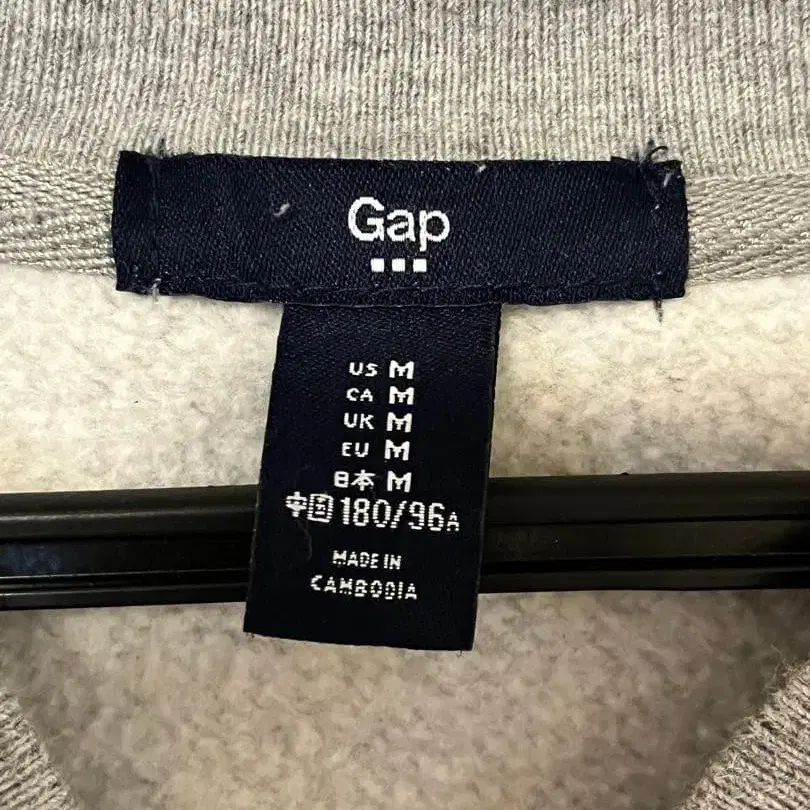 Gap
US M
CA M
UK M
EU M
日本 M
中国 180/96A
MADE IN
CAMBODIA